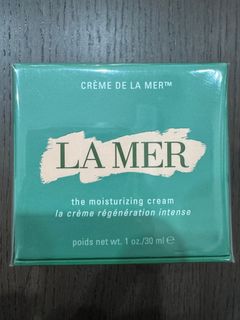 CRÈME DE LA MER™
LA MER
the moisturizing cream
la crème régénération intense
poids net wt. 1 oz./30 ml ℮